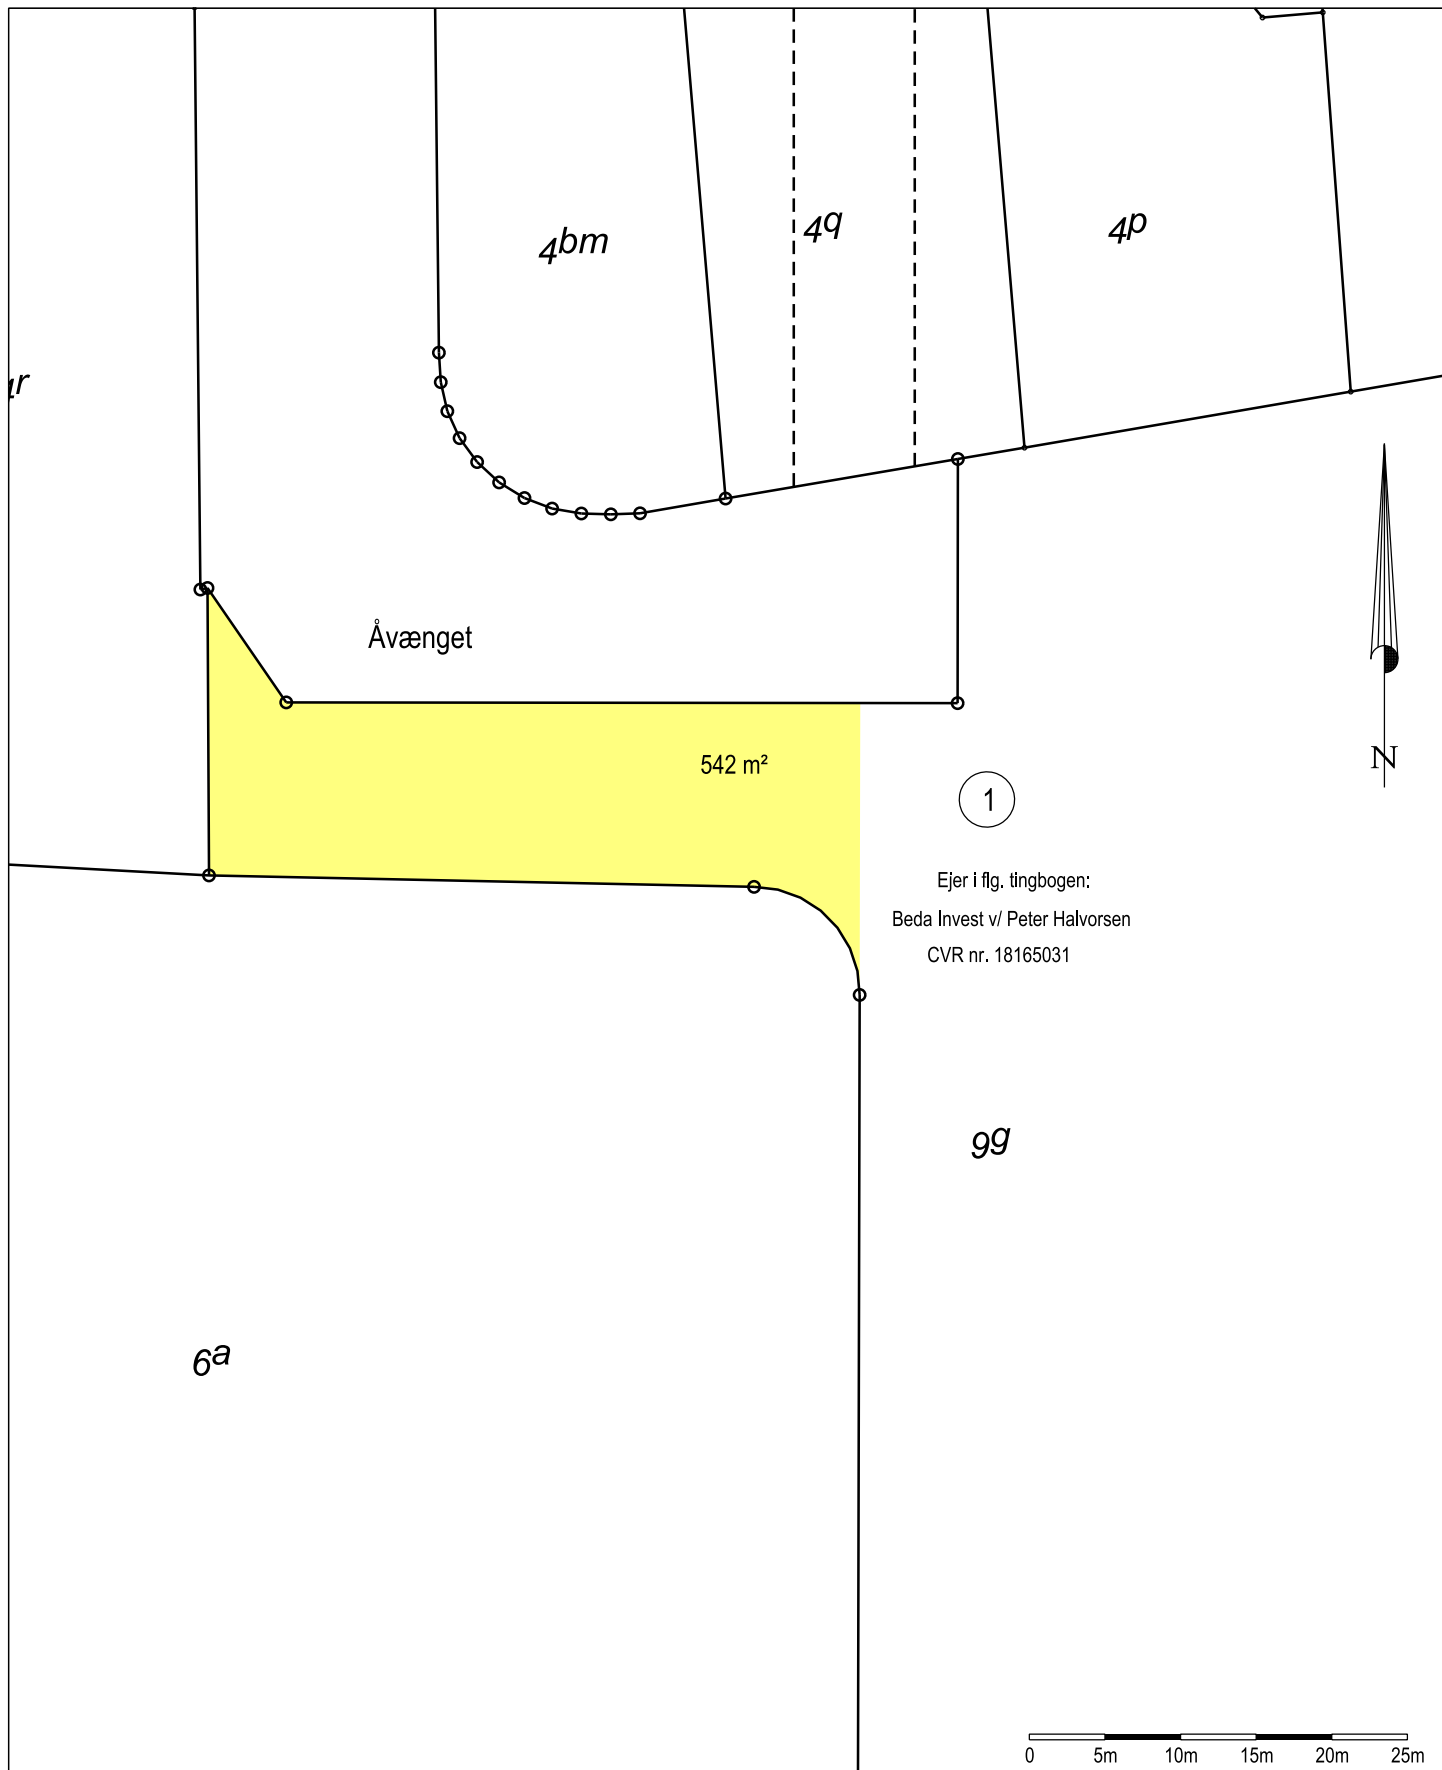 4bm
4q
4p
Åvænget
542 m²
N
1
Ejer i flg. tingbogen:
Beda Invest v/ Peter Halvorsen
CVR nr. 18165031
9g
6a
0 5m 10m 15m 20m 25m